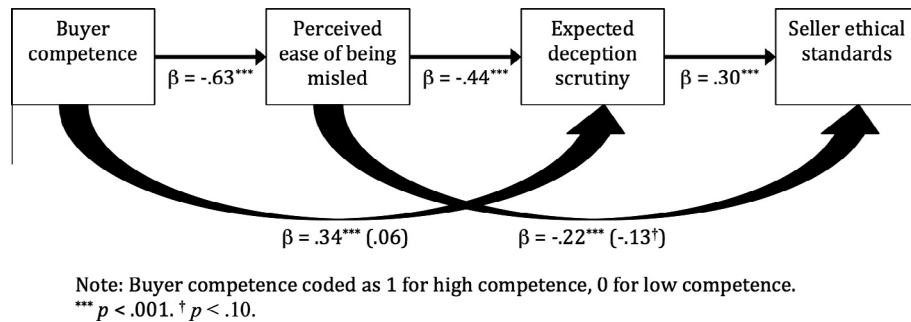 Buyer
competence
Perceived
ease of being
misled
Expected
deception
scrutiny
Seller ethical
standards
β = -.63***
β = -.44***
β = .30***
β = .34*** (.06)
β = -.22*** (-.13†)
Note: Buyer competence coded as 1 for high competence, 0 for low competence.
*** p < .001. † p < .10.